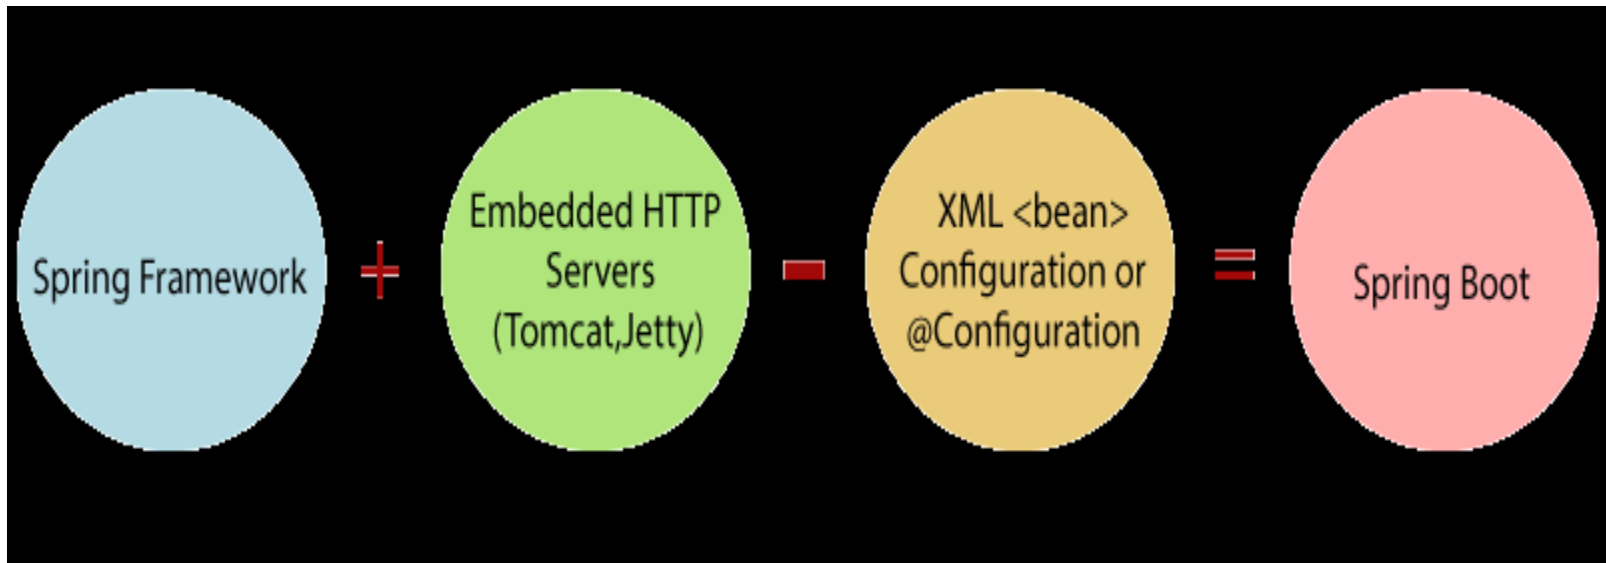 Spring Framework
+
Embedded HTTP
Servers
(Tomcat,Jetty)
-
XML <bean>
Configuration or
@Configuration
=
Spring Boot